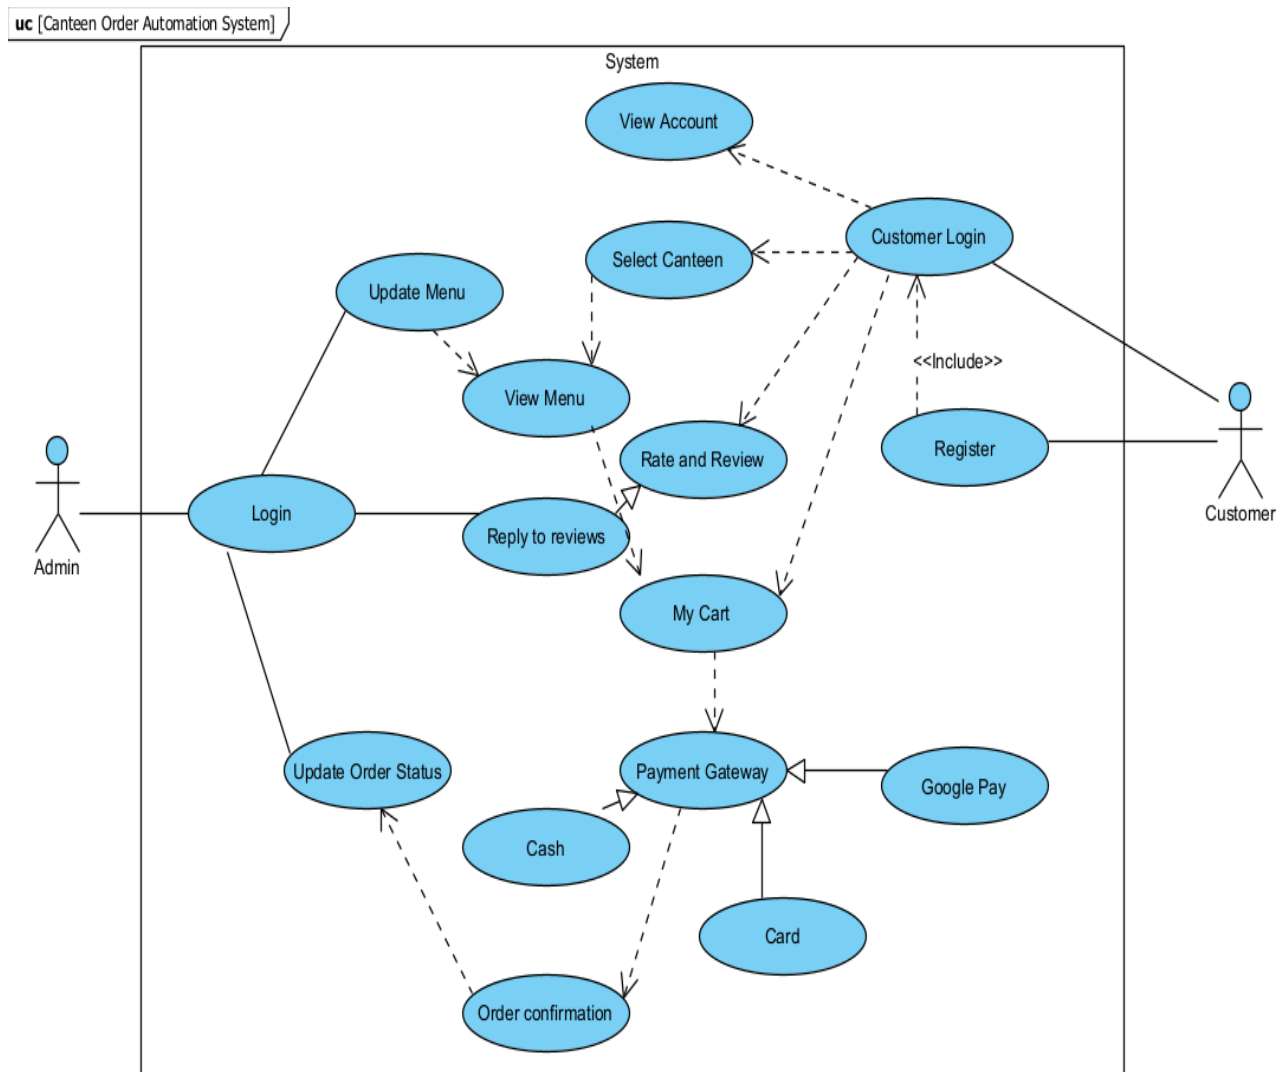 uc [Canteen Order Automation System]
System
View Account
Customer Login
Select Canteen
Update Menu
<<Include>>
View Menu
Rate and Review
Register
Login
Customer
Reply to reviews
Admin
My Cart
Update Order Status
Payment Gateway
Google Pay
Cash
Card
Order confirmation